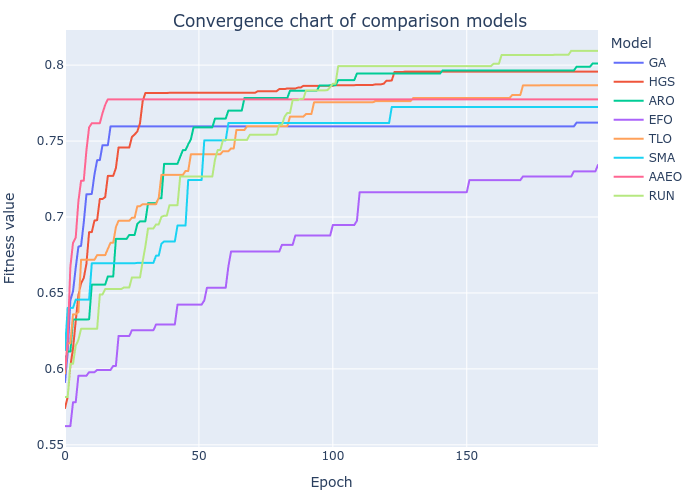 Convergence chart of comparison models
Model
GA
HGS
ARO
EFO
TLO
SMA
AAEO
RUN
Fitness value
0.8
0.75
0.7
0.65
0.6
0.55
0
50
100
150
Epoch